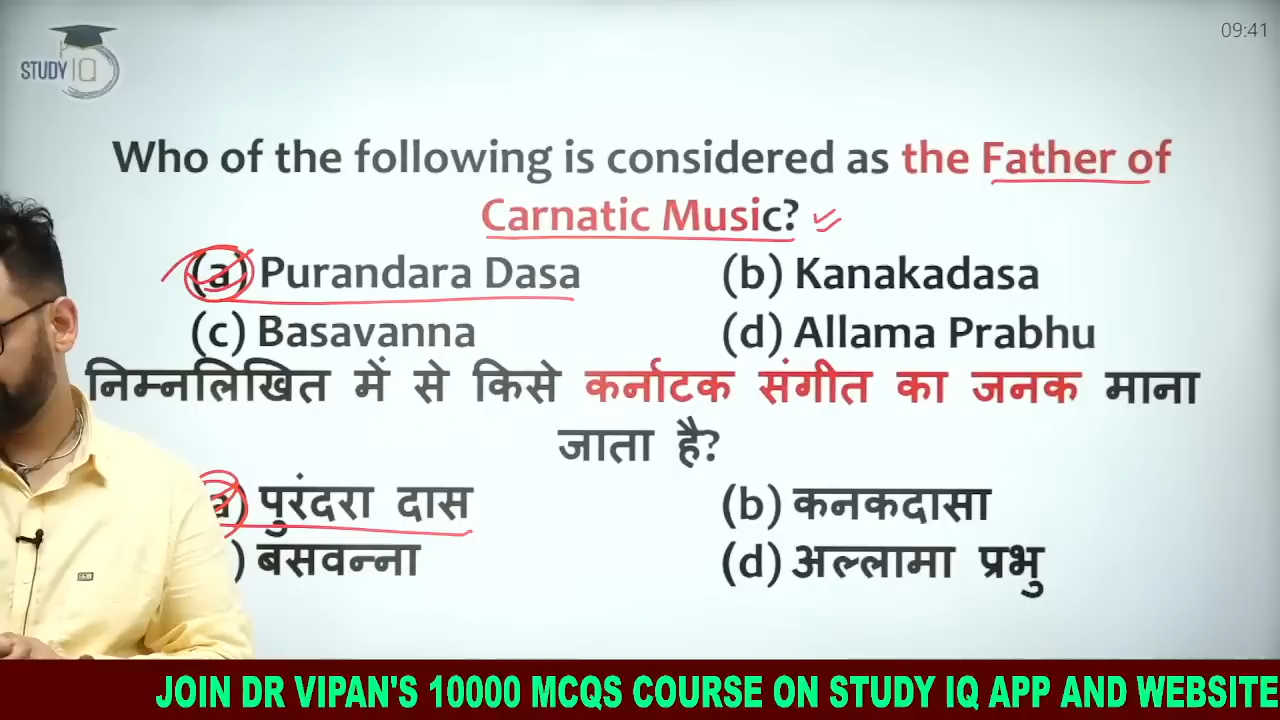 09:41
STUDY IQ
Who of the following is considered as the Father of
Carnatic Music?
(a) Purandara Dasa (b) Kanakadasa
(c) Basavanna (d) Allama Prabhu
निम्नलिखित में से किसे कर्नाटक संगीत का जनक माना
जाता है?
a) पुरंदरा दास (b) कनकदासा
) बसवन्ना (d) अल्लामा प्रभु
JOIN DR VIPAN'S 10000 MCQS COURSE ON STUDY IQ APP AND WEBSITE